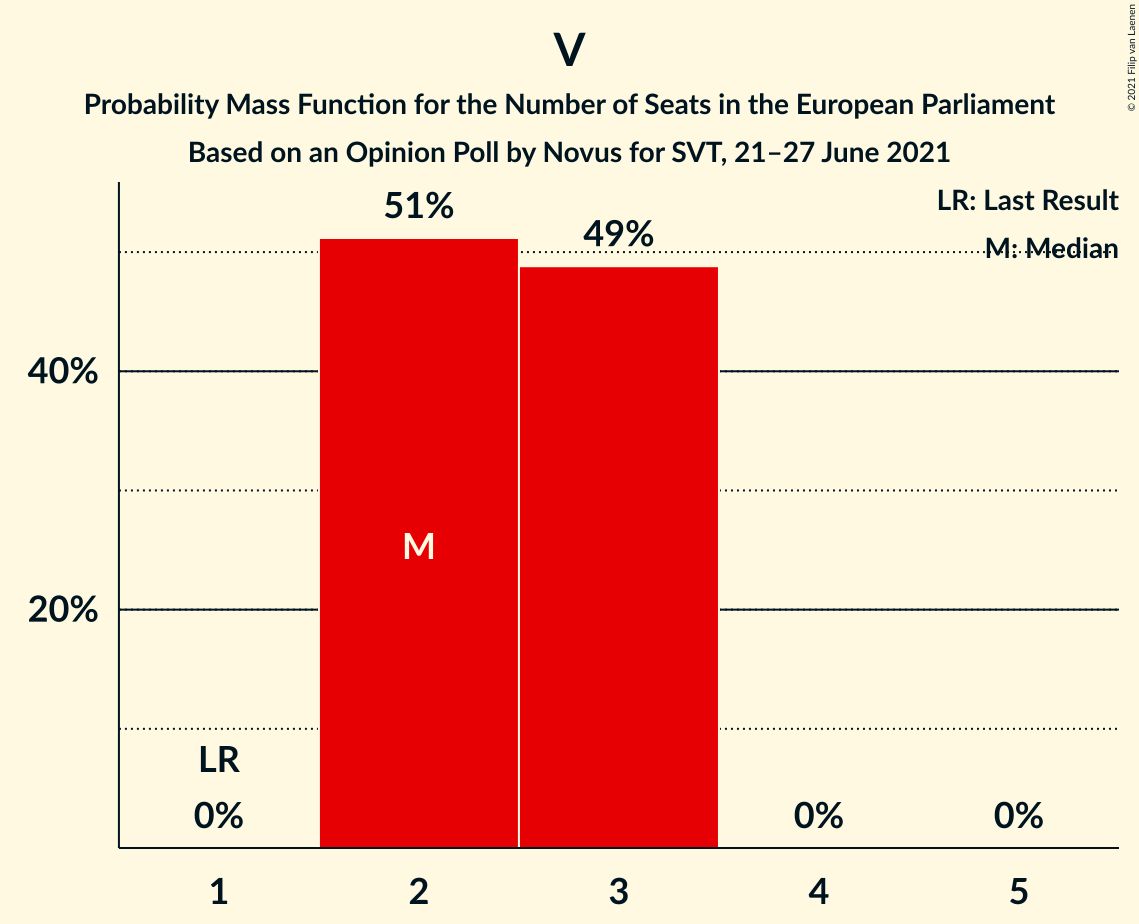 V
Probability Mass Function for the Number of Seats in the European Parliament
Based on an Opinion Poll by Novus for SVT, 21–27 June 2021
© 2021 Filip van Laenen
LR: Last Result
M: Median
51%
49%
40%
M
20%
LR
0%
0%
0%
1
2
3
4
5